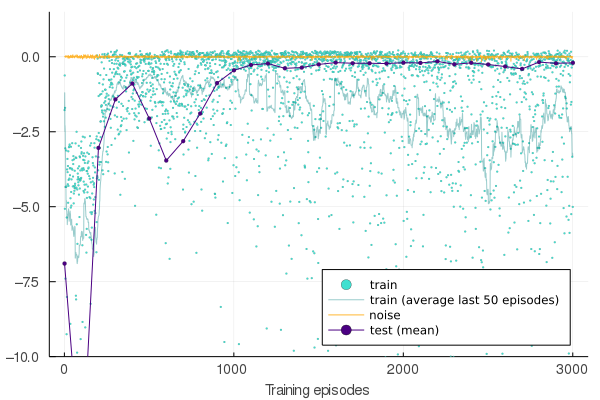 0.0
−2.5
−5.0
−7.5
−10.0
0
1000
2000
3000
Training episodes
train
train (average last 50 episodes)
noise
test (mean)